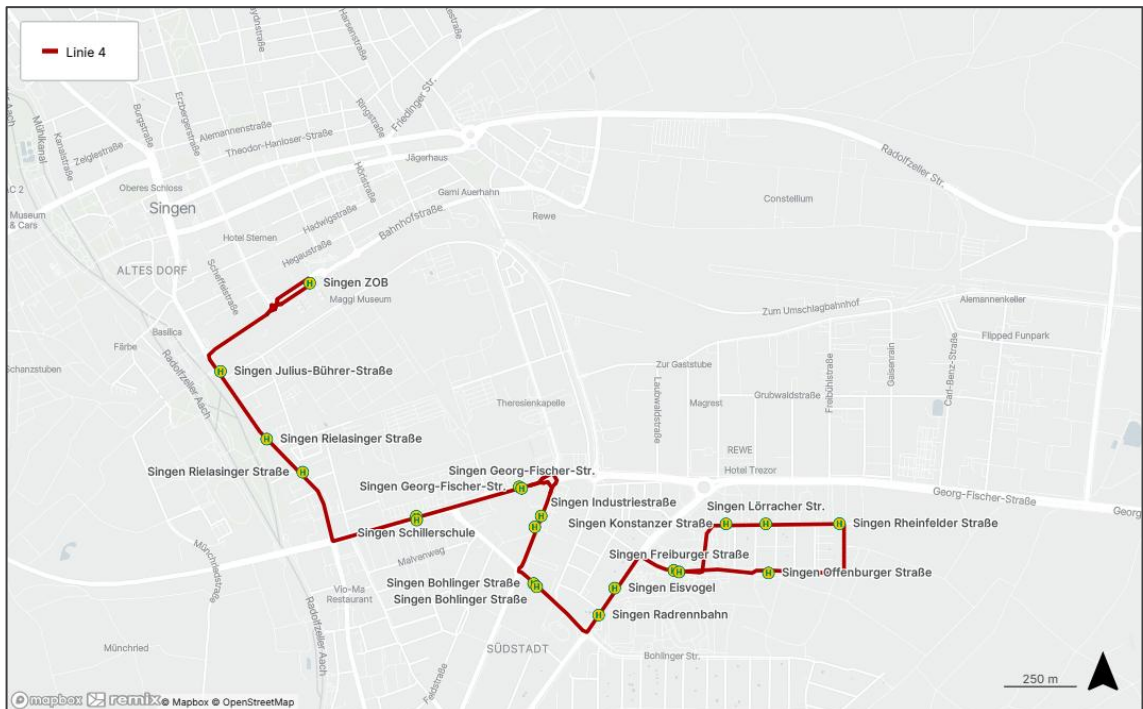 Linie 4
Haydnstraße
Harsenstraße
Erzbergerstraße
Ringstraße
Friedinger Str.
Burgstraße
Alemannenstraße
Theodor-Hanloser-Straße
Mühlkanal
Kanalstraße
Zelglestraße
Jägerhaus
Höristraße
Radolfzeller Str.
Oberes Schloss
Garni Auerhahn
Museum
& Cars
Singen
Hadwigstraße
Bahnhofstraße
Rewe
Constellium
Hotel Sternen
Hegaustraße
ALTES DORF
Scheffelstraße
Singen ZOB
Maggi Museum
Zum Umschlagbahnhof
Alemannenkeller
Basilica
Färbe
Flipped Funpark
Schanzstuben
Radolfzeller Aach
Singen Julius-Bührer-Straße
Zur Gaststube
Laubwaldstraße
Freibühlstraße
Gaisenrain
Carl-Benz-Straße
Theresienkapelle
Magrest
Grubwaldstraße
Singen Rielasinger Straße
REWE
Singen Rielasinger Straße
Singen Georg-Fischer-Str.
Hotel Trezor
Singen Georg-Fischer-Str.
Georg-Fischer-Straße
Singen Industriestraße
Singen Lörracher Str.
Singen Konstanzer Straße
Singen Rheinfelder Straße
Singen Schillerschule
Münchriedstraße
Malvenweg
Singen Freiburger Straße
Singen Offenburger Straße
Singen Bohlinger Straße
Singen Bohlinger Straße
Singen Eisvogel
Vio-Ma
Restaurant
Radolfzeller Aach
Singen Radrennbahn
Münchried
SÜDSTADT
Bohlinger Str.
Feldstraße
250 m
mapbox remix © Mapbox © OpenStreetMap